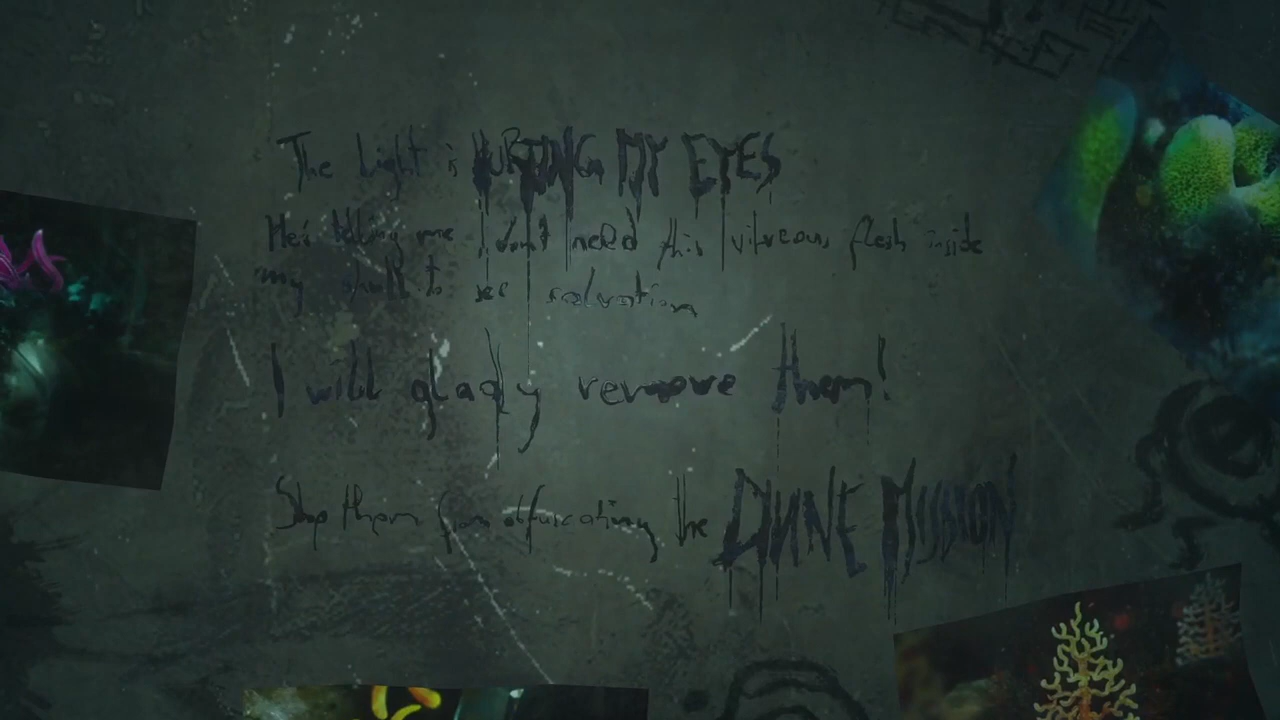 The Light is HURTING MY EYES
He's telling me I don't need this vitreous flesh inside
my skull to see salvation
I will gladly remove them!
Stop them from obfuscating the DIVINE MISSION